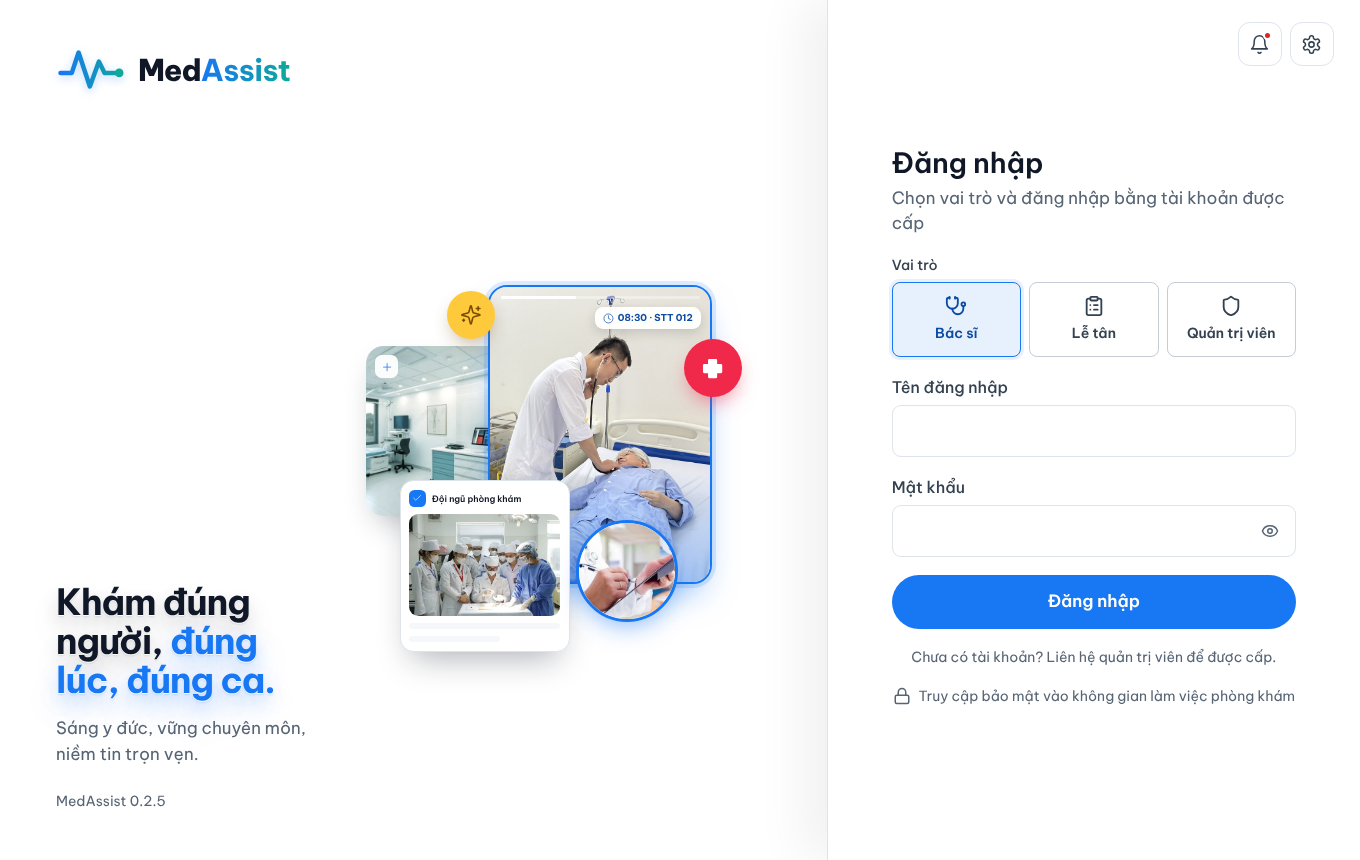 MedAssist
08:30 · STT 012
Đội ngũ phòng khám
Khám đúng
người, đúng
lúc, đúng ca.
Sáng y đức, vững chuyên môn,
niềm tin trọn vẹn.
MedAssist 0.2.5
Đăng nhập
Chọn vai trò và đăng nhập bằng tài khoản được
cấp
Vai trò
Bác sĩ
Lễ tân
Quản trị viên
Tên đăng nhập
Mật khẩu
Đăng nhập
Chưa có tài khoản? Liên hệ quản trị viên để được cấp.
Truy cập bảo mật vào không gian làm việc phòng khám